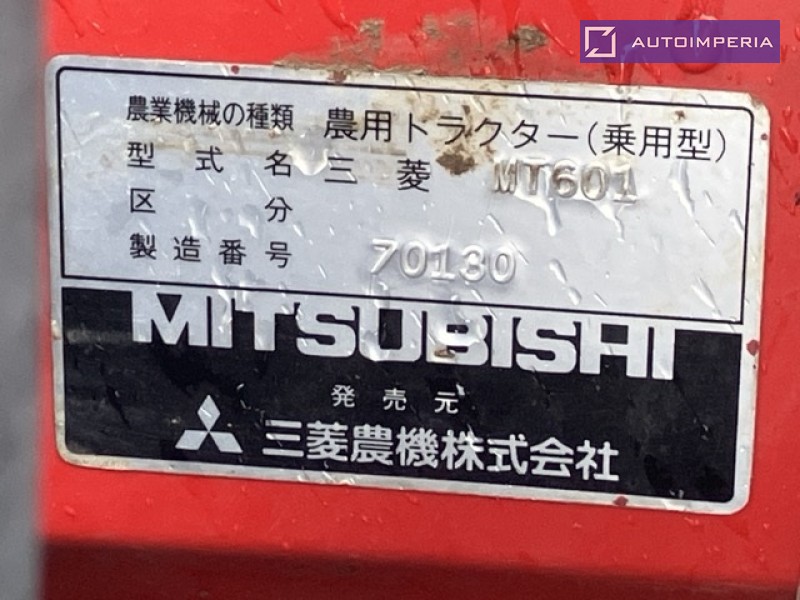 AUTOIMPERIA
農業機械の種類 農用トラクター(乗用型)
型式名 三菱 MT601
区分
製造番号 70130
MITSUBISHI
発売元
三菱農機株式会社